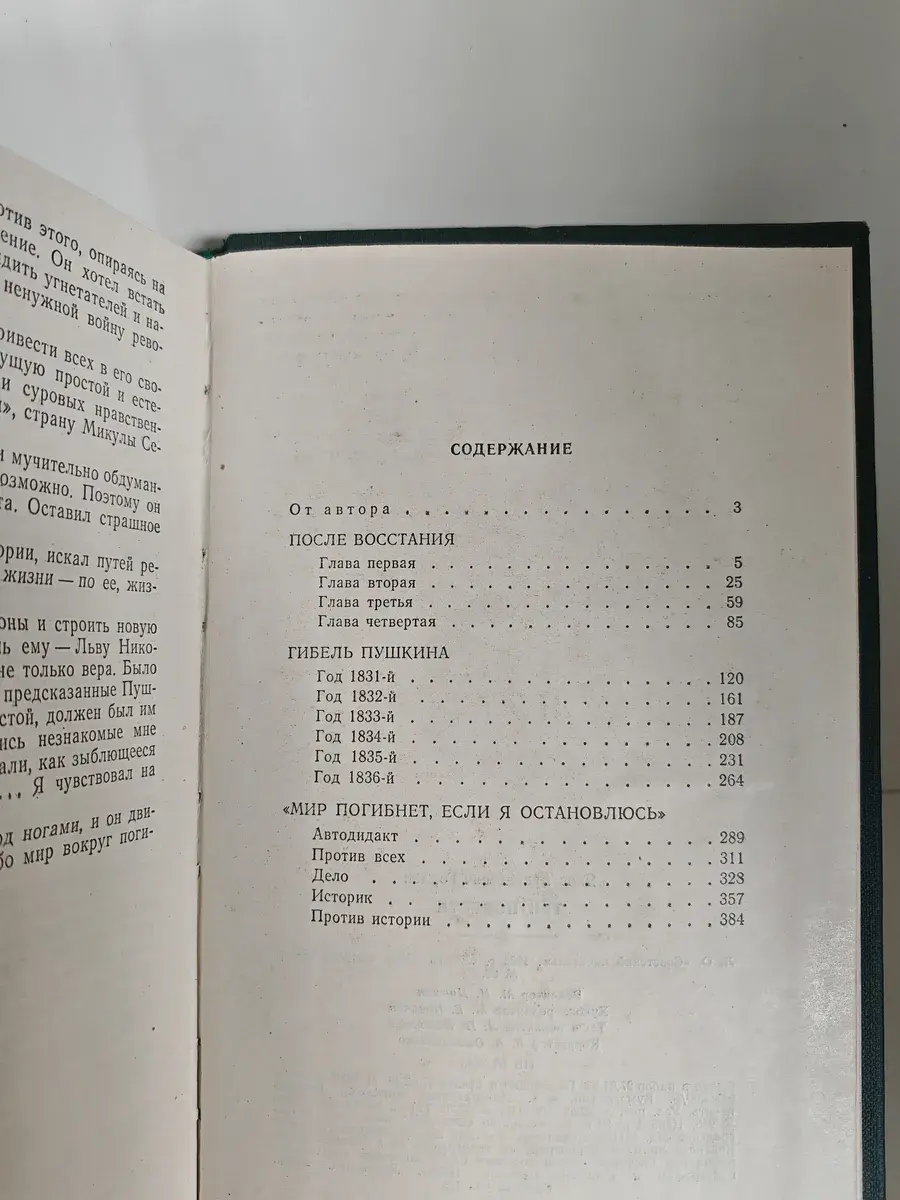 отив этого, опираясь на
ение. Он хотел встать
дить угнетателей и на-
ненужной войну рево-
ривести всех в его сво-
ущую простой и есте-
и суровых нравствен-
», страну Микулы Се-
и мучительно обдуман-
озможно. Поэтому он
та. Оставил страшное
ории, искал путей ре-
жизни — по ее, жиз-
оны и строить новую
ь ему — Льву Нико-
не только вера. Было
предсказанные Пуш-
стой, должен был им
ись незнакомые мне
али, как зыблющееся
... Я чувствовал на
од ногами, и он дви-
бо мир вокруг поги-
СОДЕРЖАНИЕ
От автора . . . . . . . . . . . . . . . . 3
ПОСЛЕ ВОССТАНИЯ
Глава первая . . . . . . . . . . . . . . 5
Глава вторая . . . . . . . . . . . . . . 25
Глава третья . . . . . . . . . . . . . . 59
Глава четвертая . . . . . . . . . . . . . 85
ГИБЕЛЬ ПУШКИНА
Год 1831-й . . . . . . . . . . . . . . . 120
Год 1832-й . . . . . . . . . . . . . . . 161
Год 1833-й . . . . . . . . . . . . . . . 187
Год 1834-й . . . . . . . . . . . . . . . 208
Год 1835-й . . . . . . . . . . . . . . . 231
Год 1836-й . . . . . . . . . . . . . . . 264
«МИР ПОГИБНЕТ, ЕСЛИ Я ОСТАНОВЛЮСЬ»
Автодидакт . . . . . . . . . . . . . . . 289
Против всех . . . . . . . . . . . . . . 311
Дело . . . . . . . . . . . . . . . . . 328
Историк . . . . . . . . . . . . . . . . 357
Против истории . . . . . . . . . . . . . 384